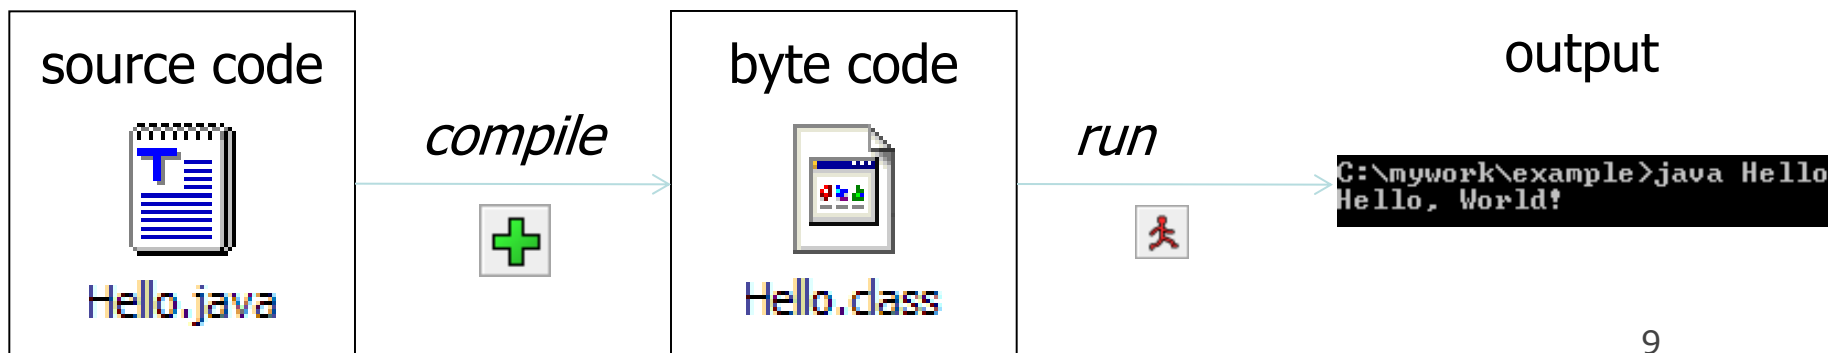 source code
Hello.java
compile
byte code
Hello.class
run
output
C:\mywork\example>java Hello
Hello, World!
9